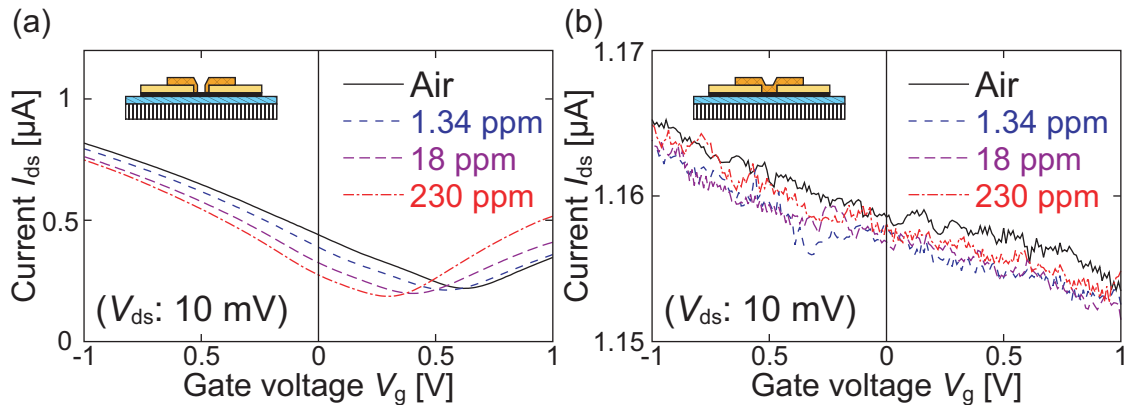 (a)
Current Ids [μA]
1
0.5
0
-1
0.5
0
0.5
1
Gate voltage Vg [V]
Air
1.34 ppm
18 ppm
230 ppm
(Vds: 10 mV)
(b)
Current Ids [μA]
1.17
1.16
1.15
-1
0.5
0
0.5
1
Gate voltage Vg [V]
Air
1.34 ppm
18 ppm
230 ppm
(Vds: 10 mV)